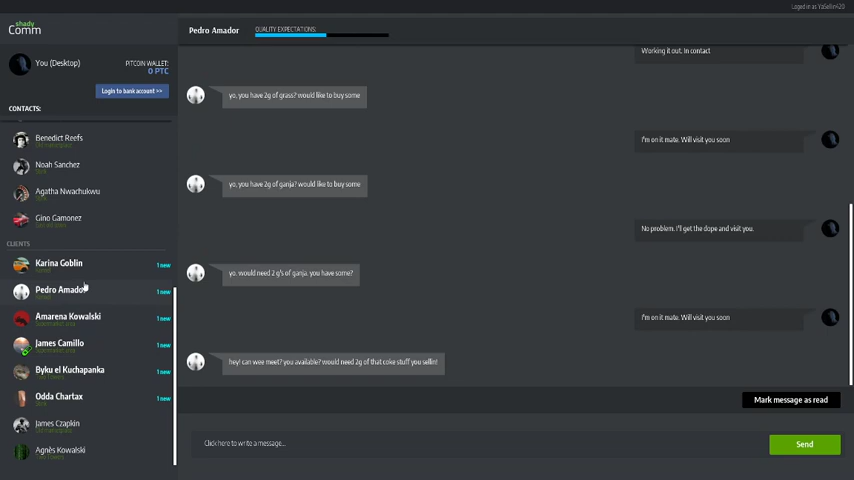 Logged in as YaSellin420
shady
Comm
Pedro Amador
QUALITY EXPECTATIONS:
You (Desktop)
PITCOIN WALLET:
0 PTC
Login to bank account >>
CONTACTS:
Benedict Reefs
Noah Sanchez
Agatha Nwachukwu
Gino Gamonez
CLIENTS
Karina Goblin
1 new
Pedro Amador
1 new
Amarena Kowalski
1 new
James Camillo
1 new
Byku el Kuchapanka
1 new
Odda Chartax
1 new
James Czapkin
Agnès Kowalski
Working it out. In contact
yo, you have 2g of grass? would like to buy some
I'm on it mate. Will visit you soon
yo, you have 2g of ganja? would like to buy some
No problem. I'll get the dope and visit you.
yo. would need 2 g's of ganja. you have some?
I'm on it mate. Will visit you soon
hey! can wee meet? you available? would need 2g of that coke stuff you sellin!
Mark message as read
Click here to write a message...
Send